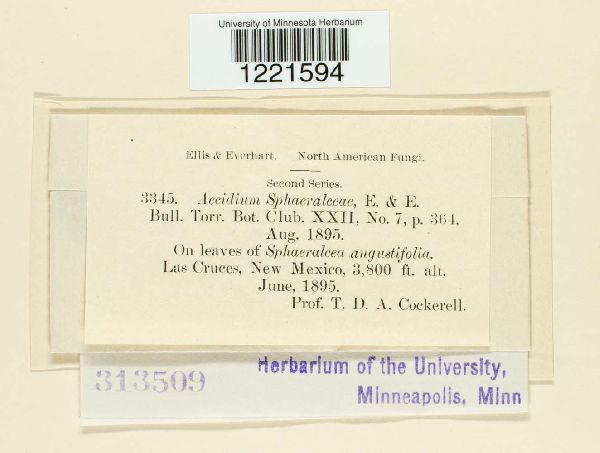 University of Minnesota Herbarium
1221594
Ellis & Everhart. North American Fungi.
Second Series.
3345. Aecidium Sphaeralceae, E. & E.
Bull. Torr. Bot. Club. XXII, No. 7, p. 364,
Aug. 1895.
On leaves of Sphaeralcea angustifolia.
Las Cruces, New Mexico, 3,800 ft. alt.
June, 1895.
Prof. T. D. A. Cockerell.
313509
Herbarium of the University,
Minneapolis, Minn